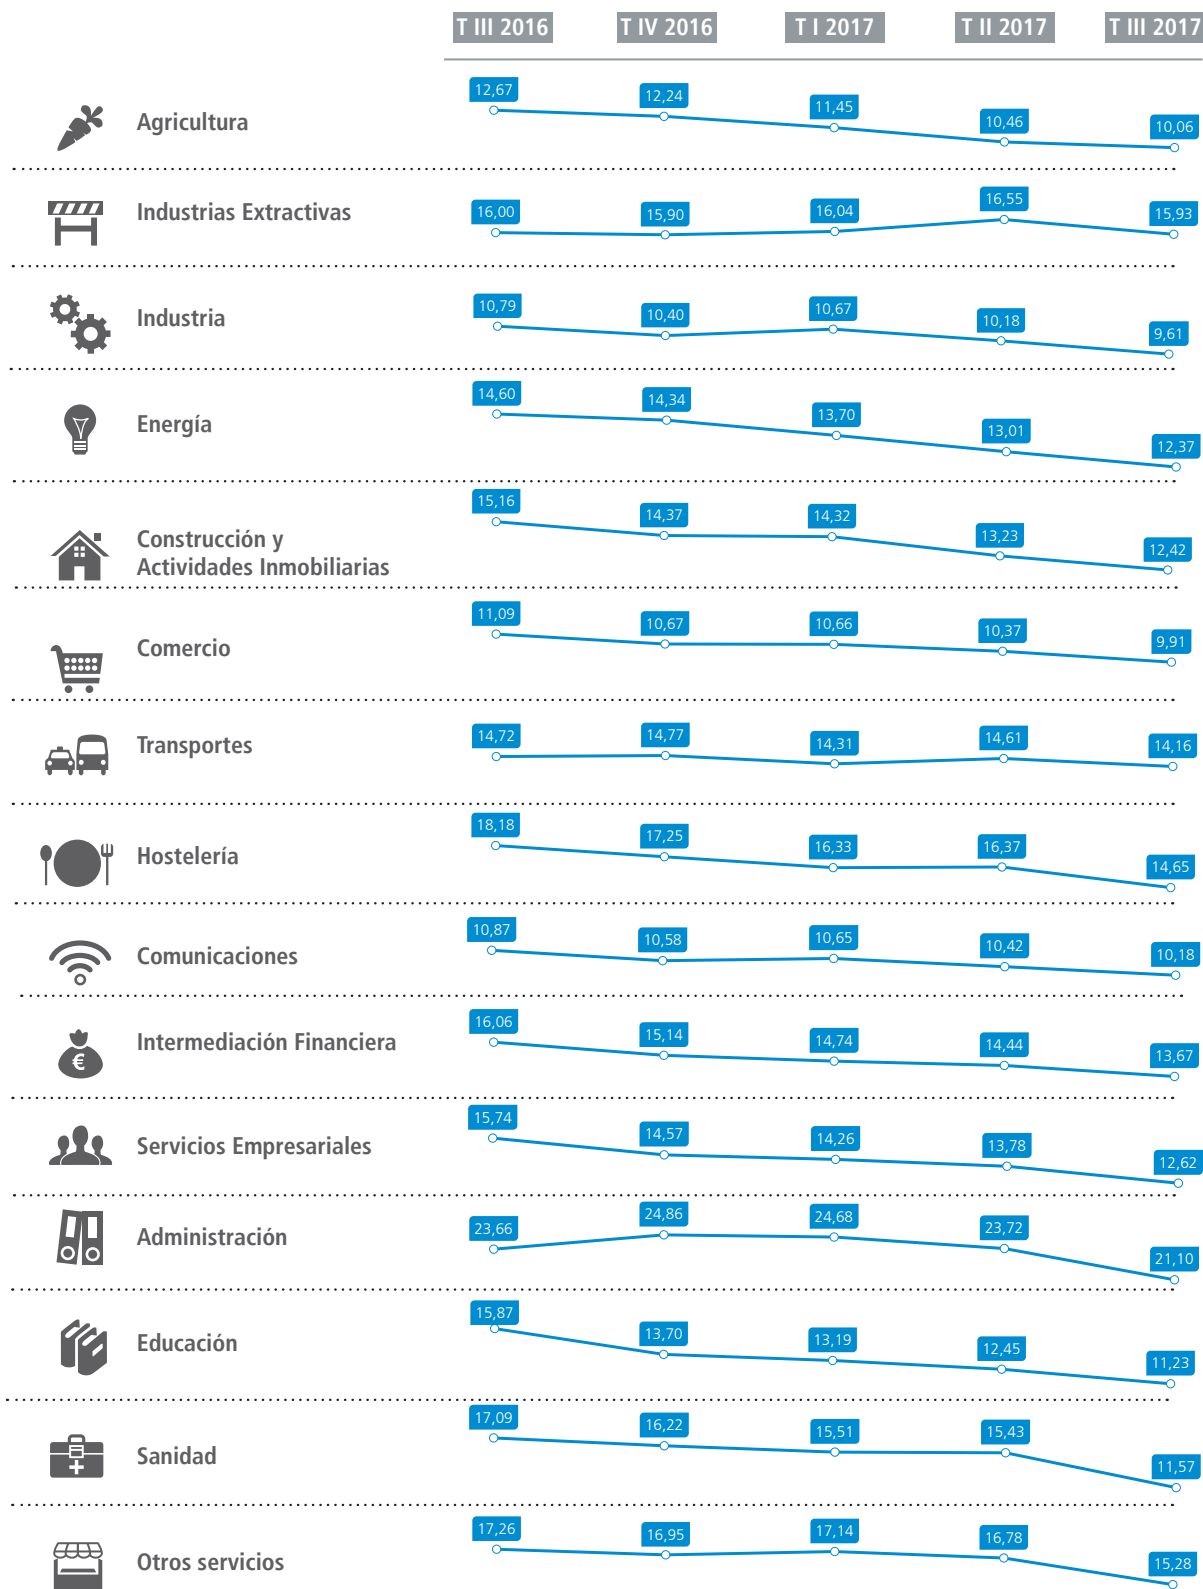 T III 2016 T IV 2016 T I 2017 T II 2017 T III 2017
Agricultura 12,67 12,24 11,45 10,46 10,06
Industrias Extractivas 16,00 15,90 16,04 16,55 15,93
Industria 10,79 10,40 10,67 10,18 9,61
Energía 14,60 14,34 13,70 13,01 12,37
Construcción y
Actividades Inmobiliarias 15,16 14,37 14,32 13,23 12,42
Comercio 11,09 10,67 10,66 10,37 9,91
Transportes 14,72 14,77 14,31 14,61 14,16
Hostelería 18,18 17,25 16,33 16,37 14,65
Comunicaciones 10,87 10,58 10,65 10,42 10,18
€ Intermediación Financiera 16,06 15,14 14,74 14,44 13,67
Servicios Empresariales 15,74 14,57 14,26 13,78 12,62
Administración 23,66 24,86 24,68 23,72 21,10
Educación 15,87 13,70 13,19 12,45 11,23
Sanidad 17,09 16,22 15,51 15,43 11,57
Otros servicios 17,26 16,95 17,14 16,78 15,28